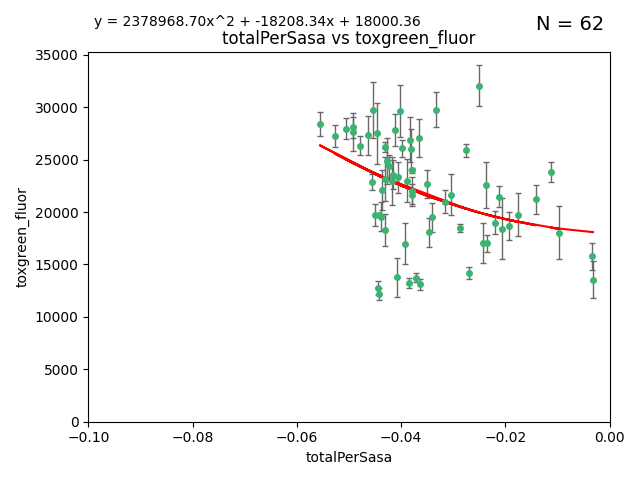 y = 2378968.70x^2 + -18208.34x + 18000.36
N = 62
totalPerSasa vs toxgreen_fluor
35000
30000
25000
20000
15000
10000
5000
0
toxgreen_fluor
−0.10
−0.08
−0.06
−0.04
−0.02
0.00
totalPerSasa